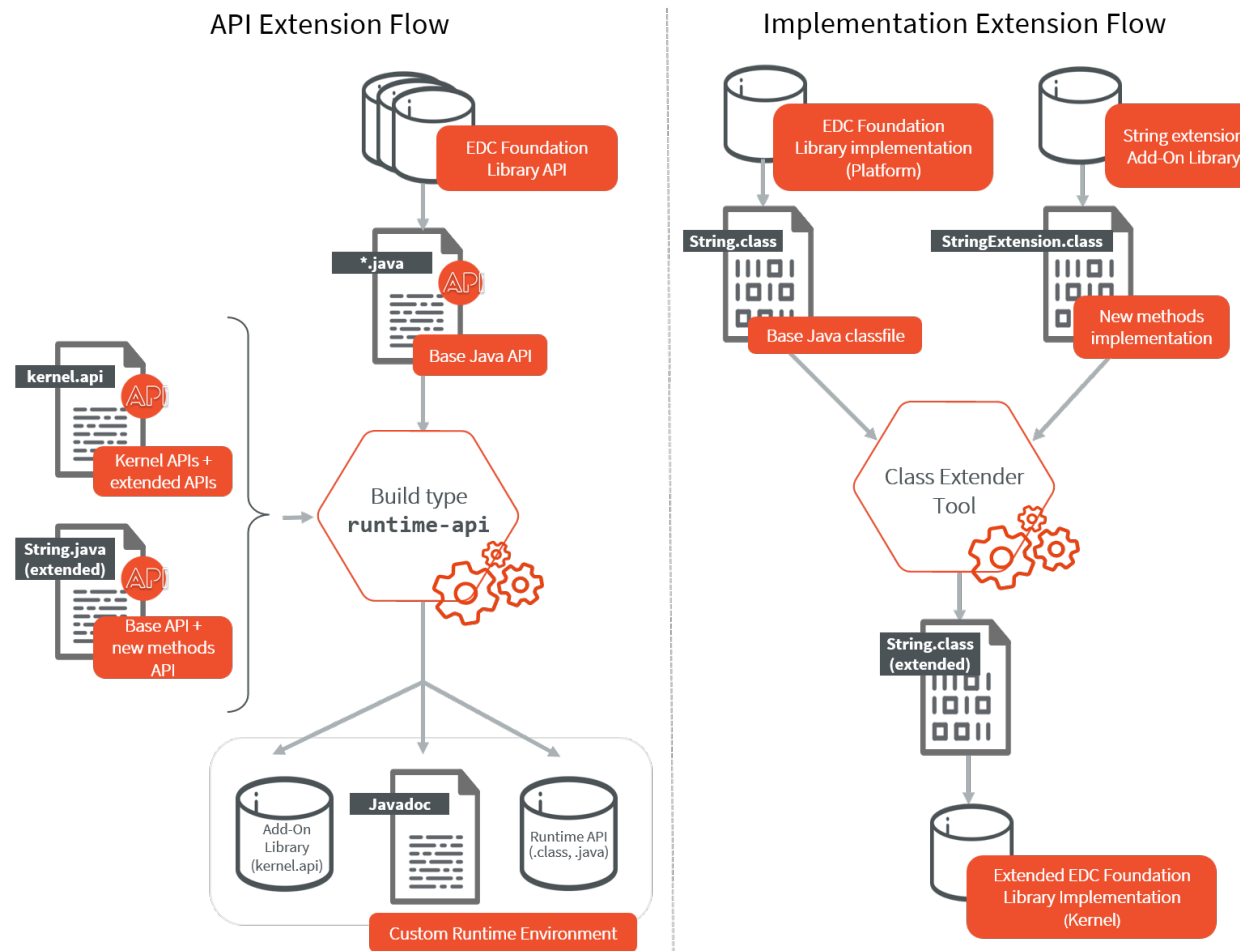 API Extension Flow
EDC Foundation
Library API
*.java
API
Base Java API
kernel.api
API
Kernel APIs +
extended APIs
String.java
(extended)
API
Base API +
new methods
API
Build type
runtime-api
Add-On
Library
(kernel.api)
Javadoc
Runtime API
(.class, .java)
Custom Runtime Environment
Implementation Extension Flow
EDC Foundation
Library implementation
(Platform)
String extension
Add-On Library
String.class
Base Java classfile
StringExtension.class
New methods
implementation
Class Extender
Tool
String.class
(extended)
Extended EDC Foundation
Library Implementation
(Kernel)